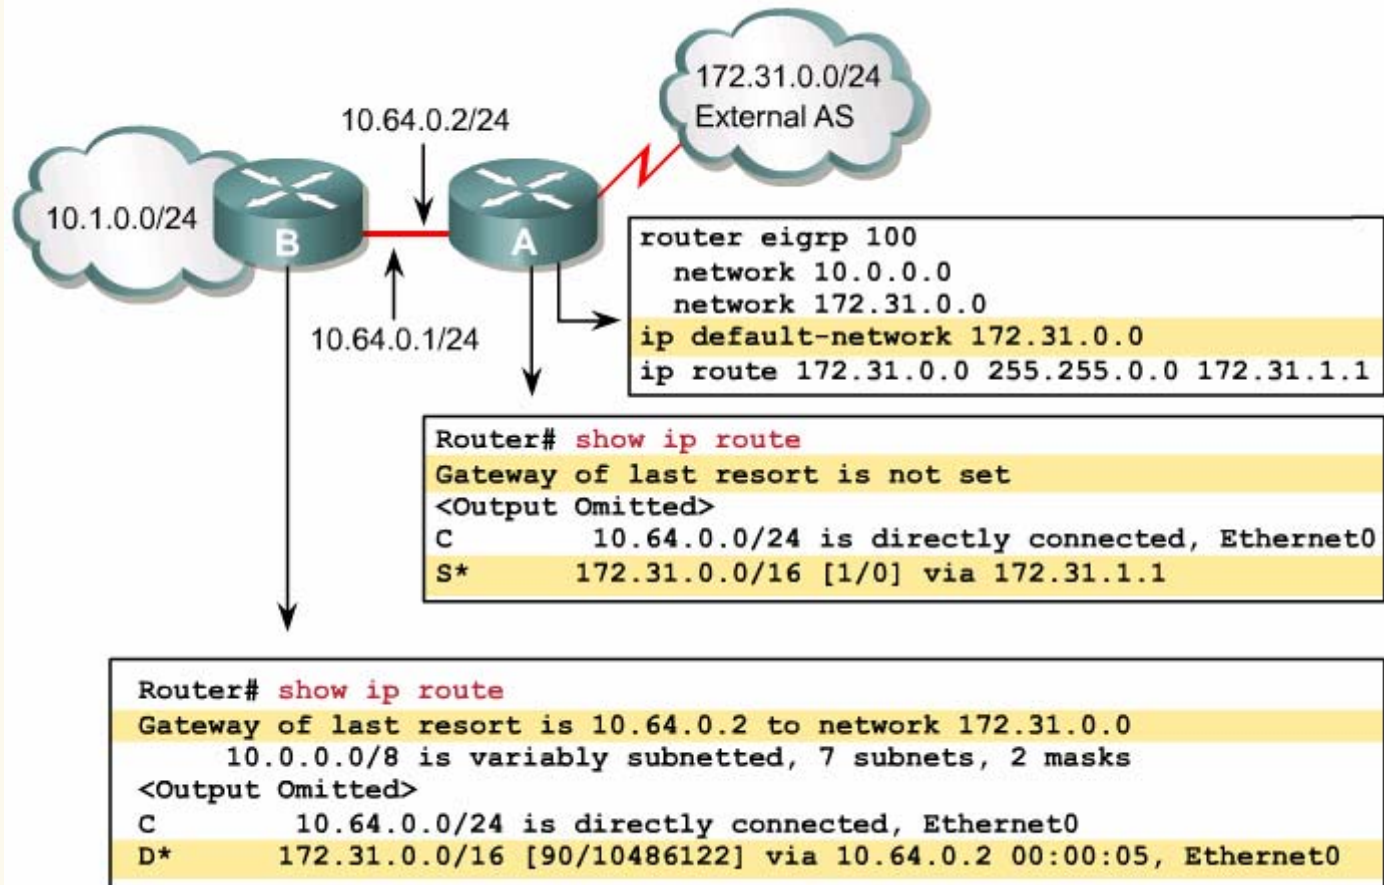 172.31.0.0/24
External AS
10.64.0.2/24
10.1.0.0/24
B
A
10.64.0.1/24
router eigrp 100
network 10.0.0.0
network 172.31.0.0
ip default-network 172.31.0.0
ip route 172.31.0.0 255.255.0.0 172.31.1.1
Router# show ip route
Gateway of last resort is not set
<Output Omitted>
C 10.64.0.0/24 is directly connected, Ethernet0
S* 172.31.0.0/16 [1/0] via 172.31.1.1
Router# show ip route
Gateway of last resort is 10.64.0.2 to network 172.31.0.0
10.0.0.0/8 is variably subnetted, 7 subnets, 2 masks
<Output Omitted>
C 10.64.0.0/24 is directly connected, Ethernet0
D* 172.31.0.0/16 [90/10486122] via 10.64.0.2 00:00:05, Ethernet0